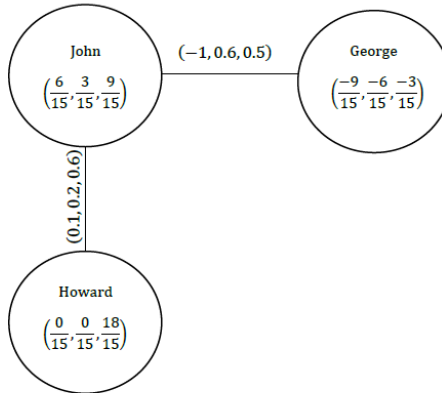 John
(6/15, 3/15, 9/15)
(−1, 0.6, 0.5)
George
(−9/15, −6/15, −3/15)
(0.1, 0.2, 0.6)
Howard
(0/15, 0/15, 18/15)